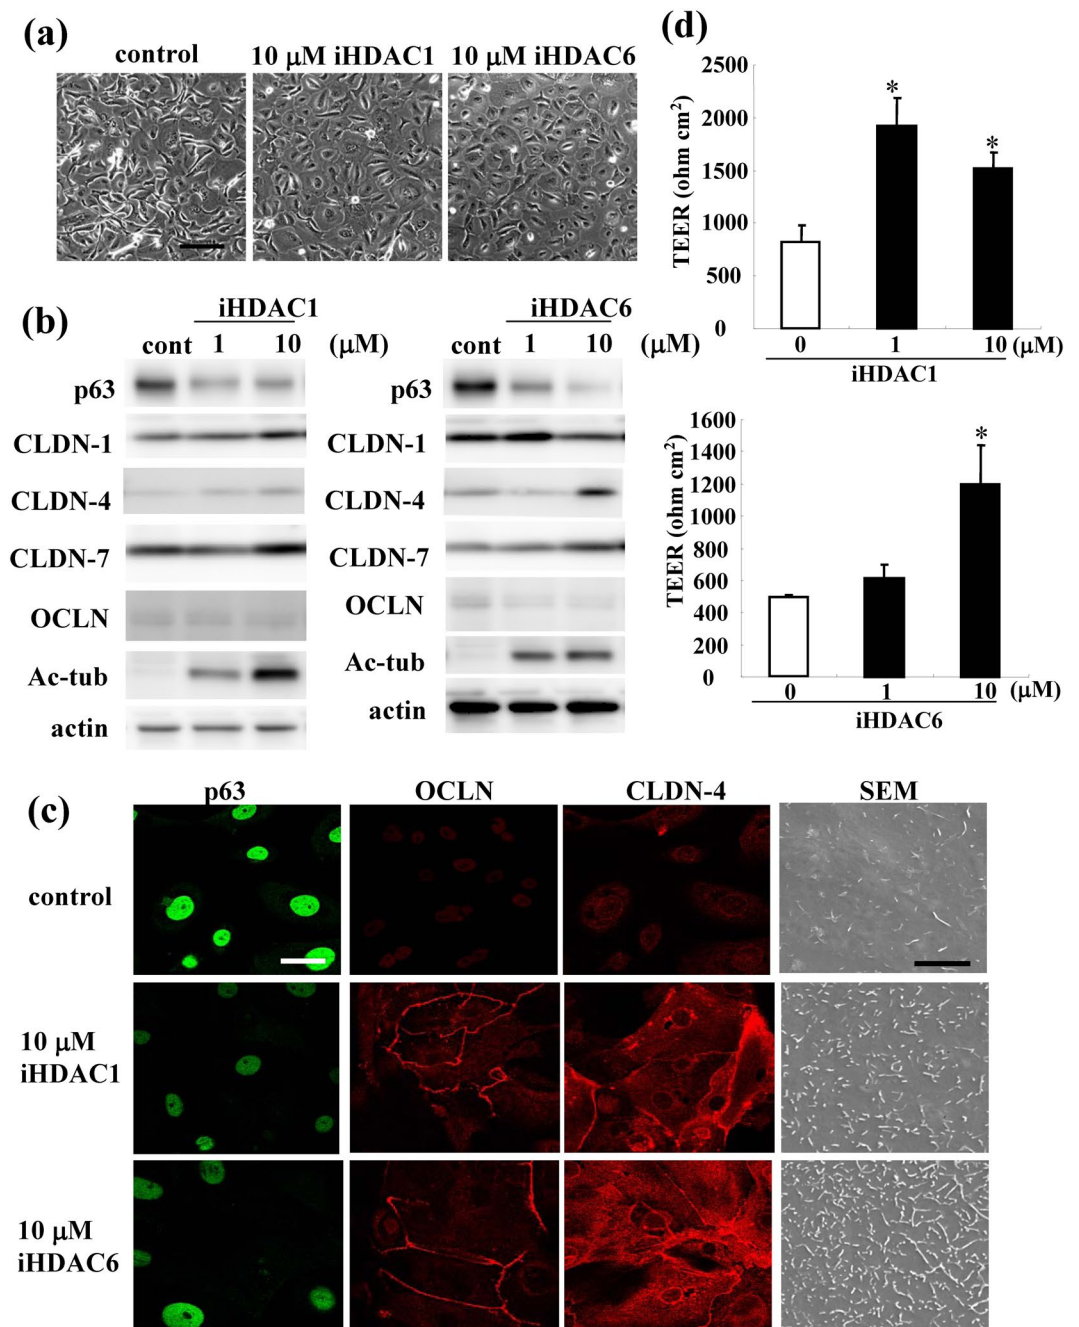 (a)
control
10 μM iHDAC1
10 μM iHDAC6
(b)
iHDAC1
cont
1
10
(μM)
p63
CLDN-1
CLDN-4
CLDN-7
OCLN
Ac-tub
actin
iHDAC6
cont
1
10
(μM)
p63
CLDN-1
CLDN-4
CLDN-7
OCLN
Ac-tub
actin
(c)
p63
OCLN
CLDN-4
SEM
control
10 μM
iHDAC1
10 μM
iHDAC6
(d)
TEER (ohm cm²)
2500
2000
1500
1000
500
0
*
*
0
1
10 (μM)
iHDAC1
TEER (ohm cm²)
1600
1400
1200
1000
800
600
400
200
0
*
0
1
10
(μM)
iHDAC6